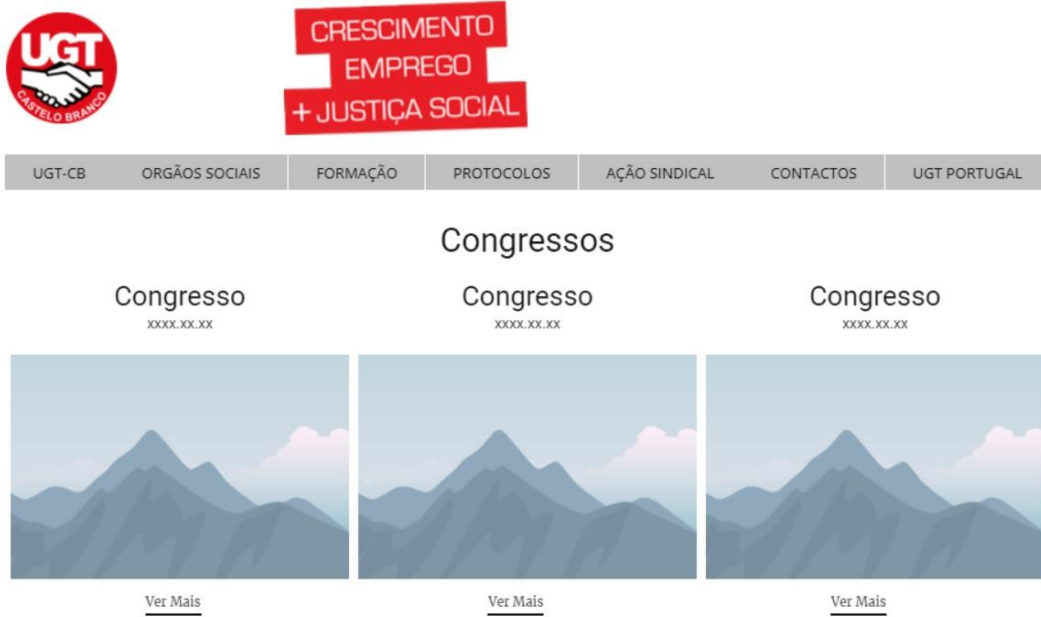 UGT
CASTELO BRANCO
CRESCIMENTO
EMPREGO
+ JUSTIÇA SOCIAL
UGT-CB ORGÃOS SOCIAIS FORMAÇÃO PROTOCOLOS AÇÃO SINDICAL CONTACTOS UGT PORTUGAL
Congressos
Congresso Congresso Congresso
xxxx.xx.xx xxxx.xx.xx xxxx.xx.xx
Ver Mais Ver Mais Ver Mais